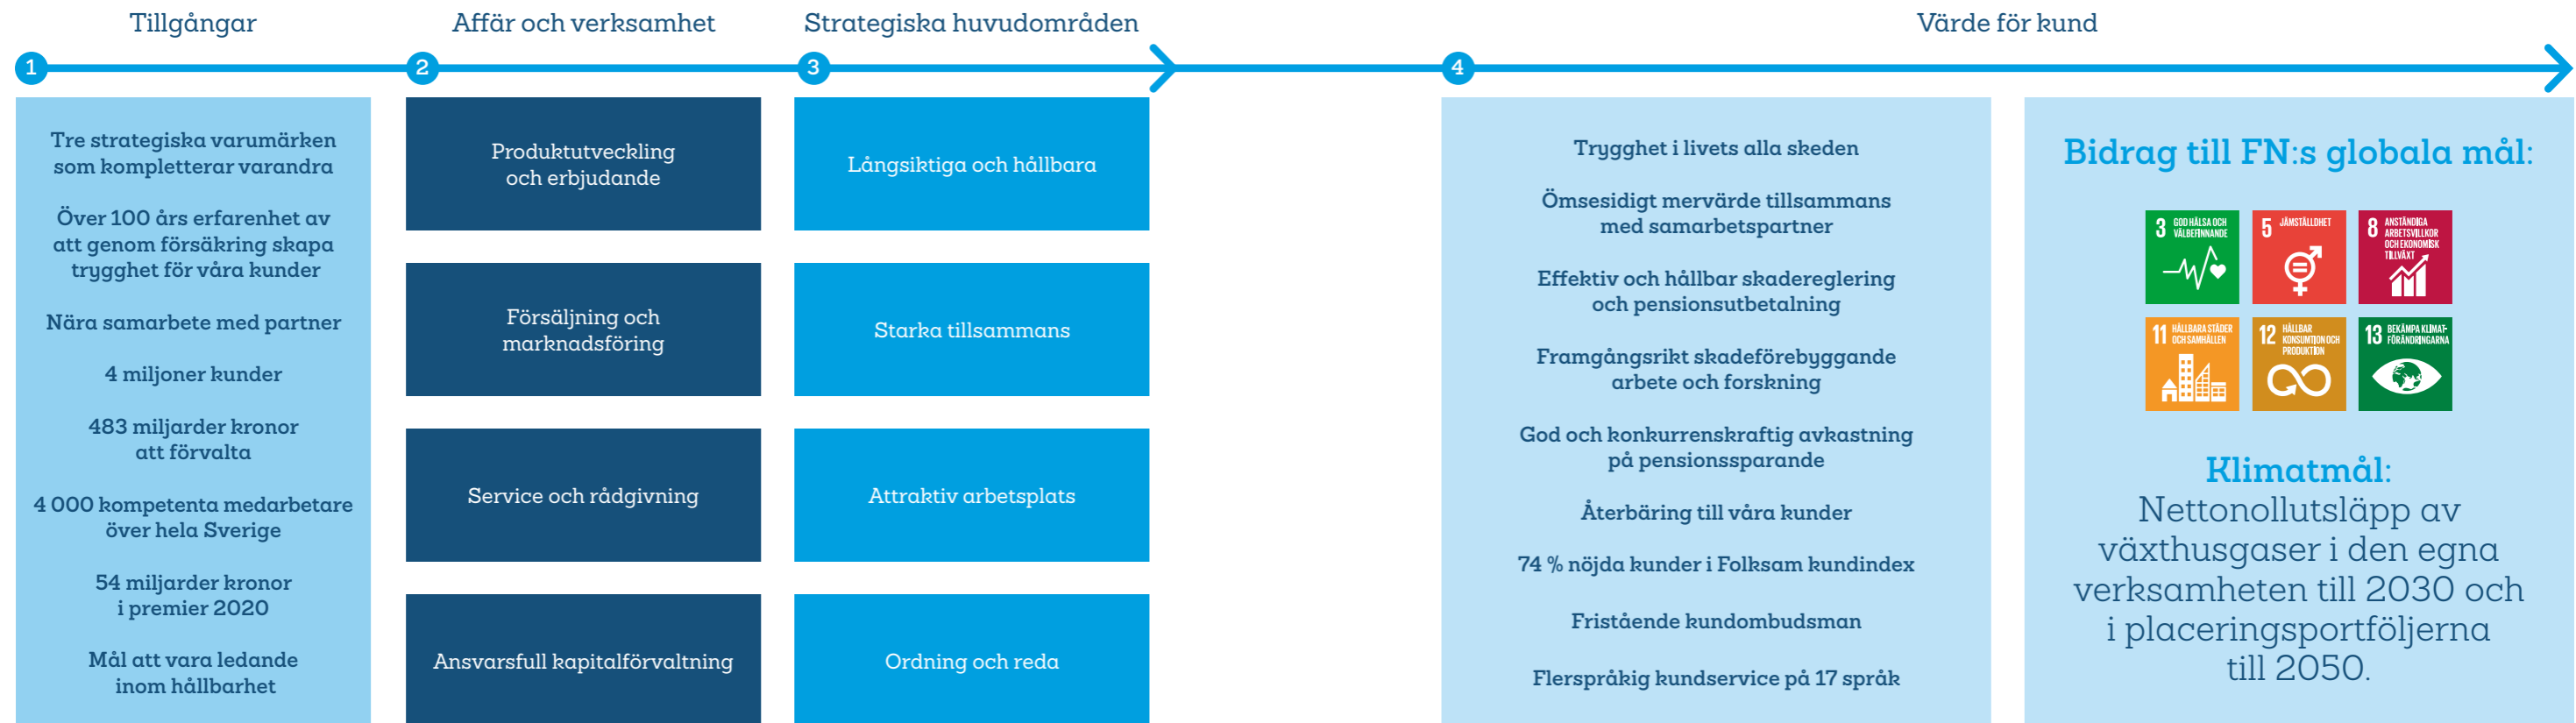 Tillgångar
Affär och verksamhet
Strategiska huvudområden
Värde för kund
1
2
3
4
Tre strategiska varumärken
som kompletterar varandra
Över 100 års erfarenhet av
att genom försäkring skapa
trygghet för våra kunder
Nära samarbete med partner
4 miljoner kunder
483 miljarder kronor
att förvalta
4 000 kompetenta medarbetare
över hela Sverige
54 miljarder kronor
i premier 2020
Mål att vara ledande
inom hållbarhet
Produktutveckling
och erbjudande
Försäljning och
marknadsföring
Service och rådgivning
Ansvarsfull kapitalförvaltning
Långsiktiga och hållbara
Starka tillsammans
Attraktiv arbetsplats
Ordning och reda
Trygghet i livets alla skeden
Ömsesidigt mervärde tillsammans
med samarbetspartner
Effektiv och hållbar skadereglering
och pensionsutbetalning
Framgångsrikt skadeförebyggande
arbete och forskning
God och konkurrenskraftig avkastning
på pensionssparande
Återbäring till våra kunder
74 % nöjda kunder i Folksam kundindex
Fristående kundombudsman
Flerspråkig kundservice på 17 språk
Bidrag till FN:s globala mål:
3 GOD HÄLSA OCH
VÄLBEFINNANDE
5 JÄMSTÄLLDHET
8 ANSTÄNDIGA
ARBETSVILLKOR
OCH EKONOMISK
TILLVÄXT
11 HÅLLBARA STÄDER
OCH SAMHÄLLEN
12 HÅLLBAR
KONSUMTION OCH
PRODUKTION
13 BEKÄMPA KLIMAT-
FÖRÄNDRINGARNA
Klimatmål:
Nettonollutsläpp av
växthusgaser i den egna
verksamheten till 2030 och
i placeringsportföljerna
till 2050.